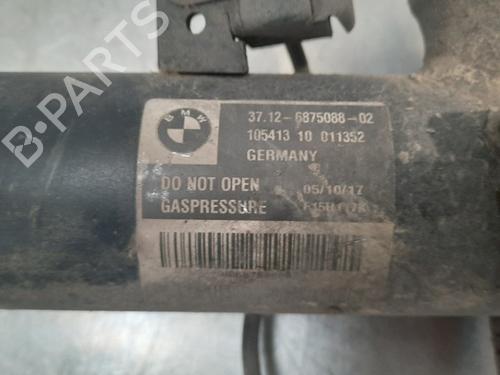 BMW
37.12-6875088-02
105413 10 011352
GERMANY
DO NOT OPEN 05/10/17
GASPRESSURE
B-PARTS